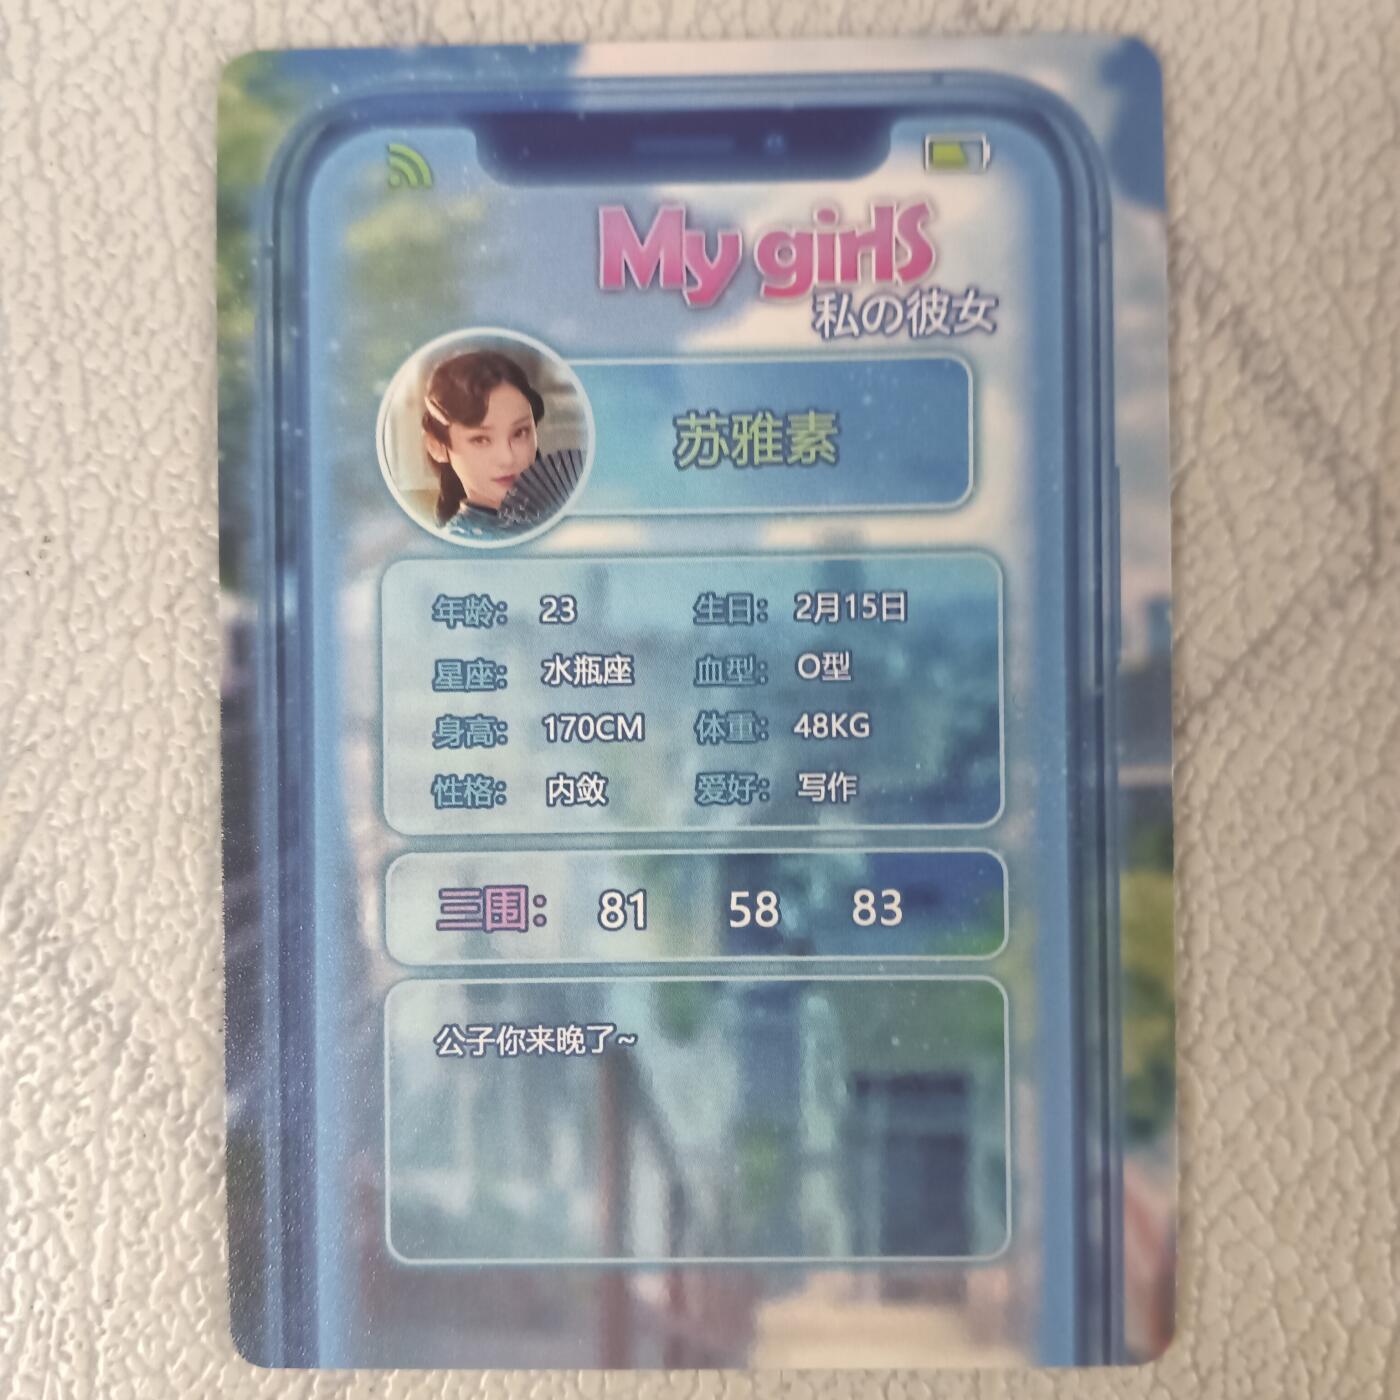 My girls
私の彼女
苏雅素
年龄： 23 生日： 2月15日
星座： 水瓶座 血型： O型
身高： 170CM 体重： 48KG
性格： 内敛 爱好： 写作
三围： 81 58 83
公子你来晚了~